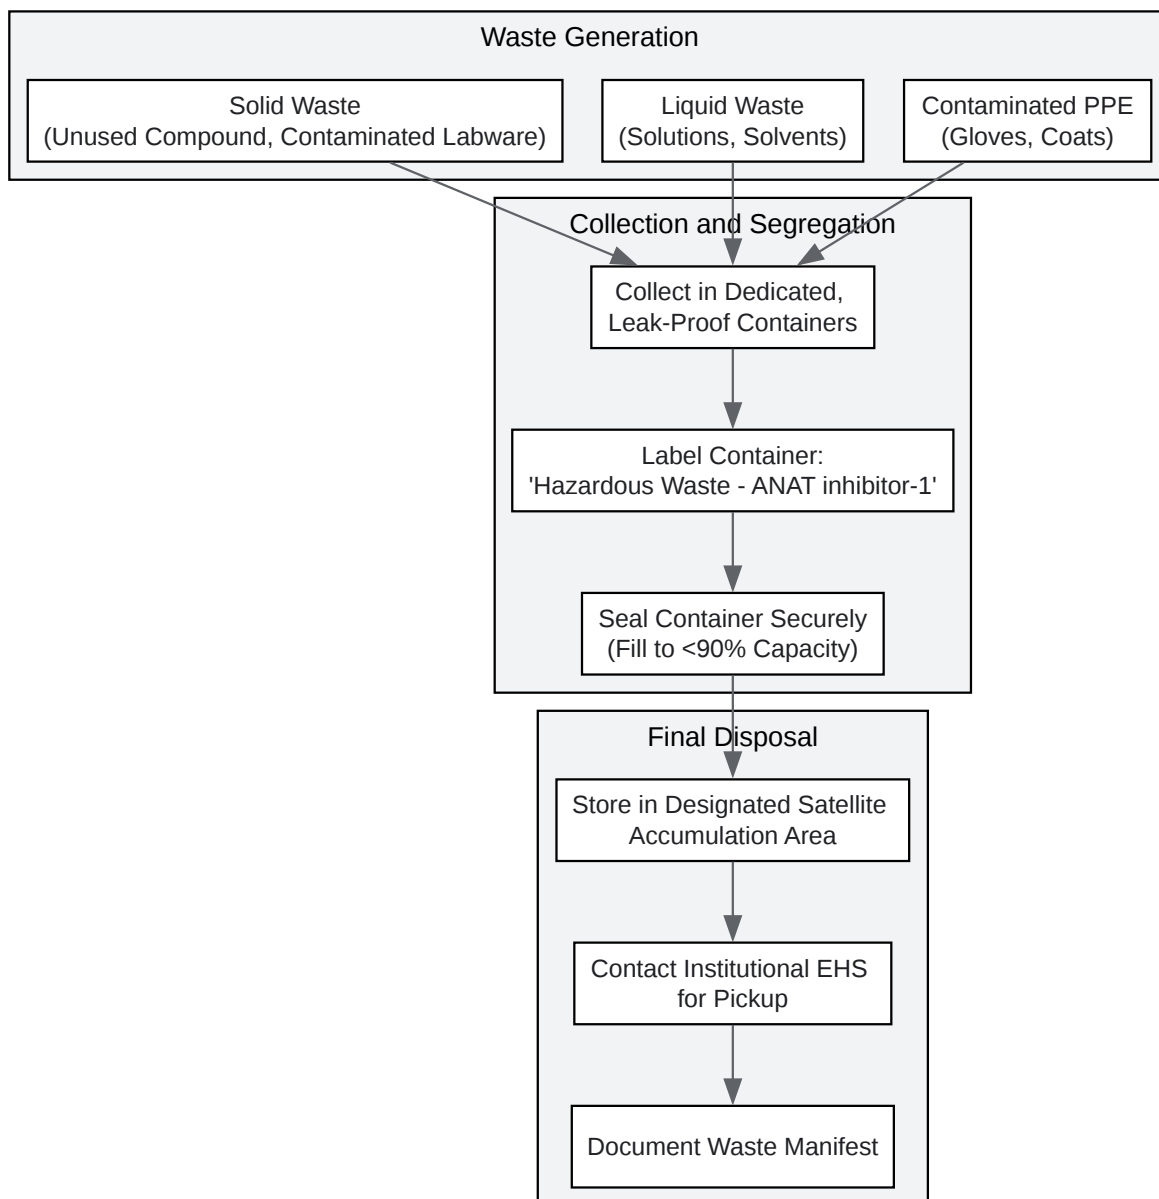 Waste Generation
Solid Waste
(Unused Compound, Contaminated Labware)
Liquid Waste
(Solutions, Solvents)
Contaminated PPE
(Gloves, Coats)
Collection and Segregation
Collect in Dedicated,
Leak-Proof Containers
Label Container:
'Hazardous Waste - ANAT inhibitor-1'
Seal Container Securely
(Fill to <90% Capacity)
Final Disposal
Store in Designated Satellite
Accumulation Area
Contact Institutional EHS
for Pickup
Document Waste Manifest